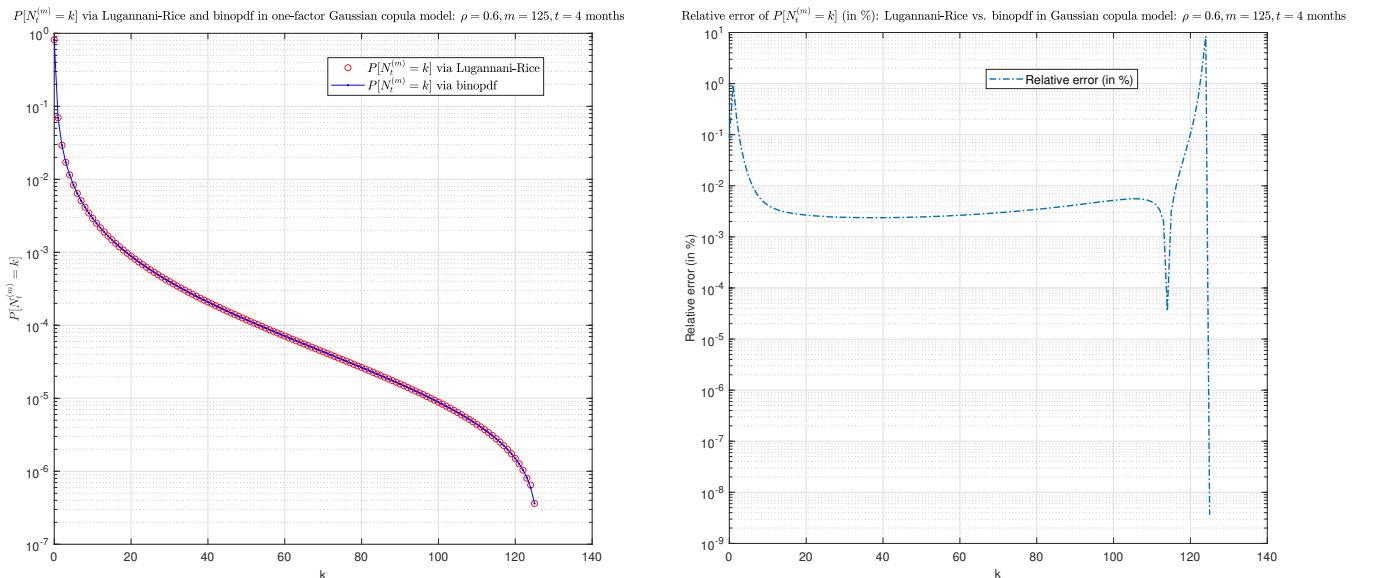 P[N_t^{(m)} = k] via Lugannani-Rice and binopdf in one-factor Gaussian copula model: ρ = 0.6, m = 125, t = 4 months
10^0
10^{-1}
10^{-2}
10^{-3}
10^{-4}
10^{-5}
10^{-6}
10^{-7}
P[N_t^{(m)} = k]
P[N_t^{(m)} = k] via Lugannani-Rice
P[N_t^{(m)} = k] via binopdf
0 20 40 60 80 100 120 140
k
Relative error of P[N_t^{(m)} = k] (in %): Lugannani-Rice vs. binopdf in Gaussian copula model: ρ = 0.6, m = 125, t = 4 months
10^1
10^0
10^{-1}
10^{-2}
10^{-3}
10^{-4}
10^{-5}
10^{-6}
10^{-7}
10^{-8}
10^{-9}
Relative error (in %)
Relative error (in %)
0 20 40 60 80 100 120 140
k